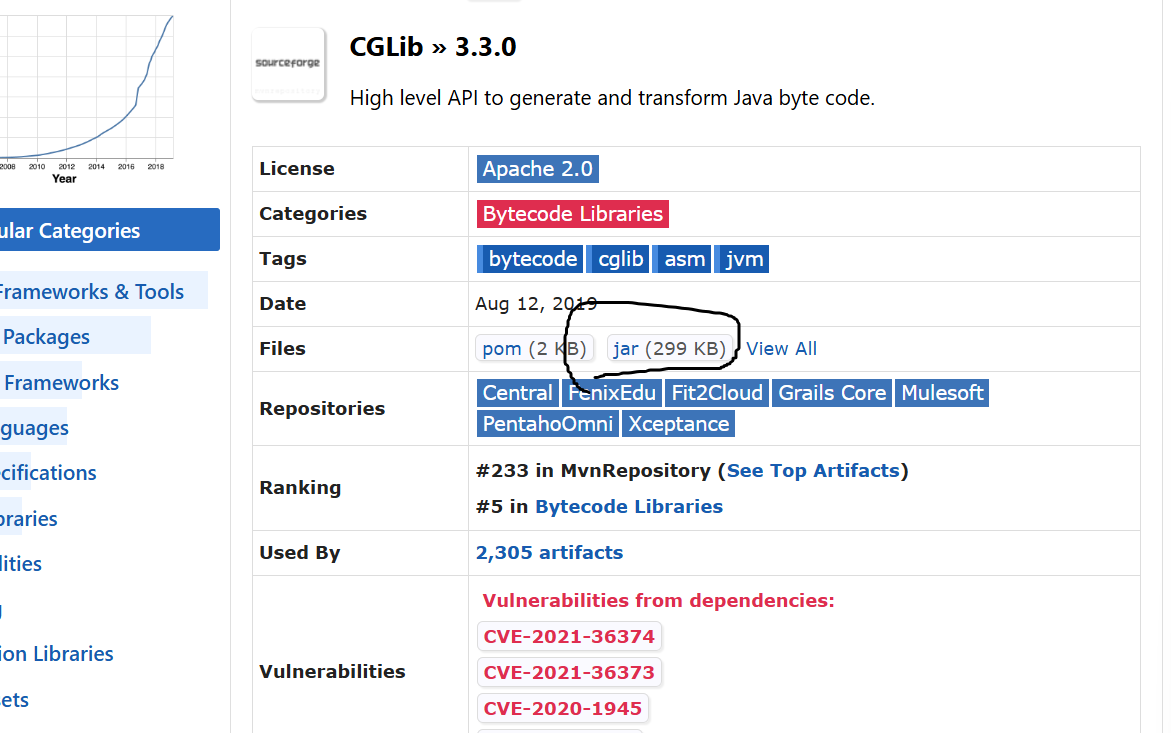 2008 2010 2012 2014 2016 2018
Year
ular Categories
Frameworks & Tools
Packages
Frameworks
guages
cifications
braries
lities
ion Libraries
sets
sourceforge
CGLib » 3.3.0
High level API to generate and transform Java byte code.
License Apache 2.0
Categories Bytecode Libraries
Tags bytecode cglib asm jvm
Date Aug 12, 2019
Files pom (2 KB) jar (299 KB) View All
Repositories Central FenixEdu Fit2Cloud Grails Core Mulesoft
PentahoOmni Xceptance
Ranking #233 in MvnRepository (See Top Artifacts)
#5 in Bytecode Libraries
Used By 2,305 artifacts
Vulnerabilities Vulnerabilities from dependencies:
CVE-2021-36374
CVE-2021-36373
CVE-2020-1945